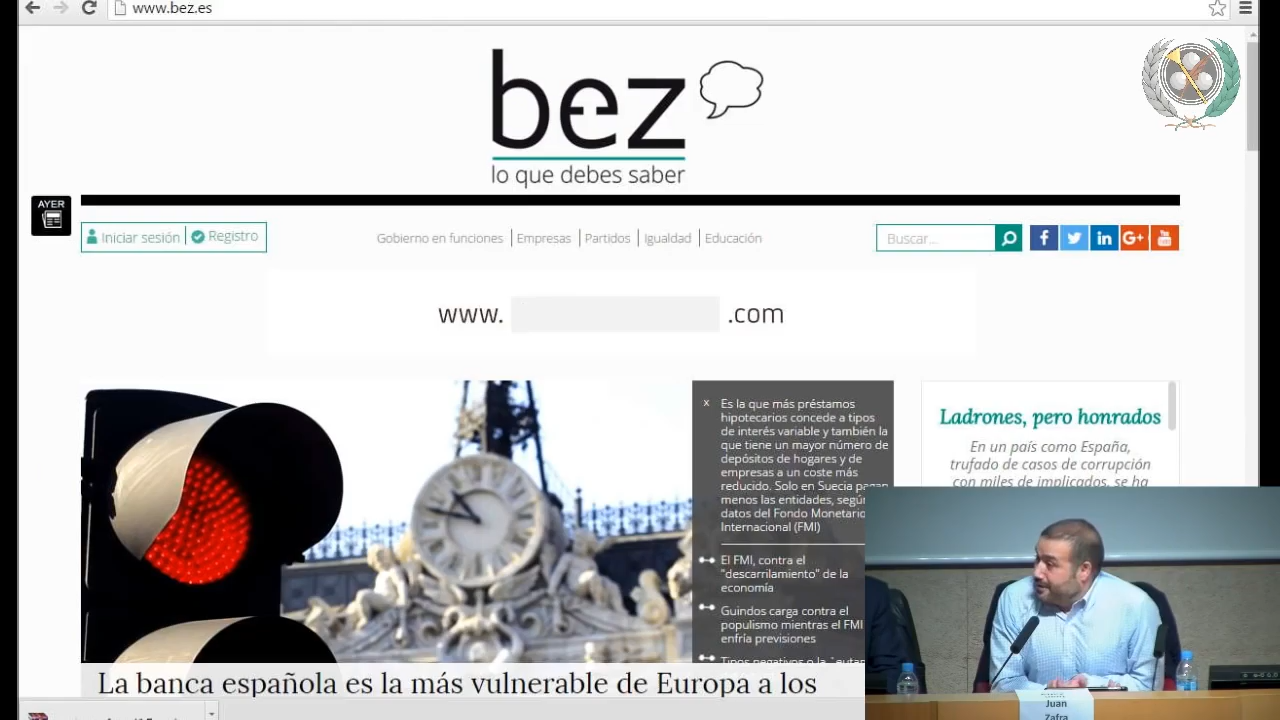 www.bez.es
bez
lo que debes saber
AYER
Iniciar sesión
Registro
Gobierno en funciones
Empresas
Partidos
Igualdad
Educación
Buscar...
www.
.com
x
Es la que más préstamos
hipotecarios concede a tipos
de interés variable y también la
que tiene un mayor número de
depósitos de hogares y de
empresas a un coste más
reducido. Solo en Suecia pagan
menos las entidades, según
datos del Fondo Monetario
Internacional (FMI)
El FMI, contra el
"descarrilamiento" de la
economía
Guindos carga contra el
populismo mientras el FMI
enfría previsiones
Tipos negativos o la
Ladrones, pero honrados
En un país como España,
trufado de casos de corrupción
con miles de implicados, se ha
La banca española es la más vulnerable de Europa a los
Juan
Zafra